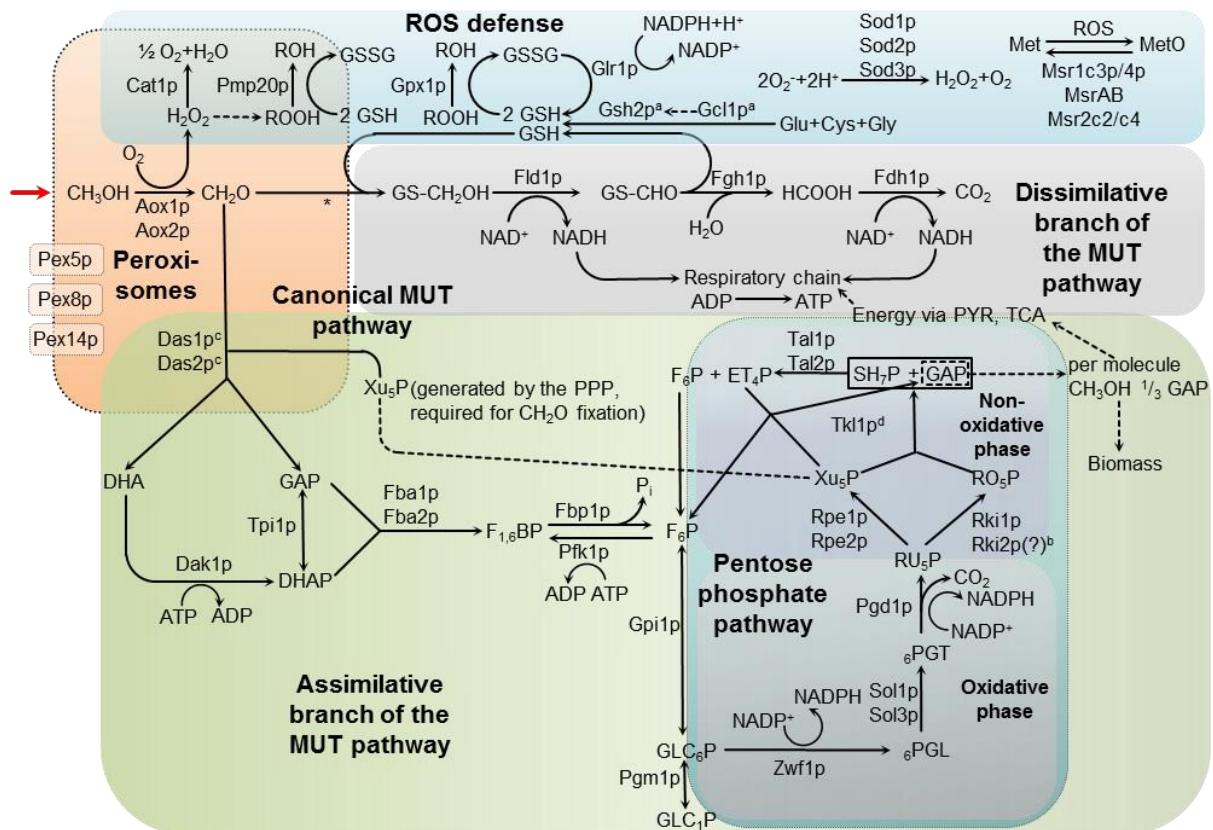 ROS defense
½ O₂+H₂O
ROH
GSSG
Cat1p
Pmp20p
H₂O₂
ROOH
2 GSH
ROH
GSSG
Gpx1p
ROOH
2 GSH
GSH
Glr1p
NADPH+H⁺
NADP⁺
Gsh2pᵃ
Gcl1pᵃ
Glu+Cys+Gly
2O₂⁻+2H⁺
Sod1p
Sod2p
Sod3p
H₂O₂+O₂
Met
ROS
MetO
Msr1c3p/4p
MsrAB
Msr2c2/c4
O₂
CH₃OH
Aox1p
Aox2p
CH₂O
*
GS–CH₂OH
Fld1p
NAD⁺
NADH
GS–CHO
Fgh1p
H₂O
HCOOH
Fdh1p
NAD⁺
NADH
CO₂
Dissimilative
branch of
the MUT
pathway
Respiratory chain
ADP
ATP
Energy via PYR, TCA
Pex5p
Pex8p
Pex14p
Peroxi-
somes
Canonical MUT
pathway
Das1pᶜ
Das2pᶜ
Xu₅P (generated by the PPP,
required for CH₂O fixation)
F₆P + ET₄P
Tal1p
Tal2p
SH₇P + GAP
per molecule
CH₃OH ¹/₃ GAP
Biomass
Tkl1pᵈ
Non-
oxidative
phase
Xu₅P
RO₅P
Rpe1p
Rpe2p
Rki1p
Rki2p(?)ᵇ
RU₅P
DHA
GAP
Tpi1p
DHAP
Dak1p
ATP
ADP
Fba1p
Fba2p
F₁,₆BP
Fbp1p
Pᵢ
Pfk1p
ADP ATP
F₆P
Gpi1p
Pentose
phosphate
pathway
Pgd1p
CO₂
NADPH
NADP⁺
₆PGT
Sol1p
Sol3p
Oxidative
phase
₆PGL
NADPH
NADP⁺
Zwf1p
GLC₆P
Pgm1p
GLC₁P
Assimilative
branch of the
MUT pathway